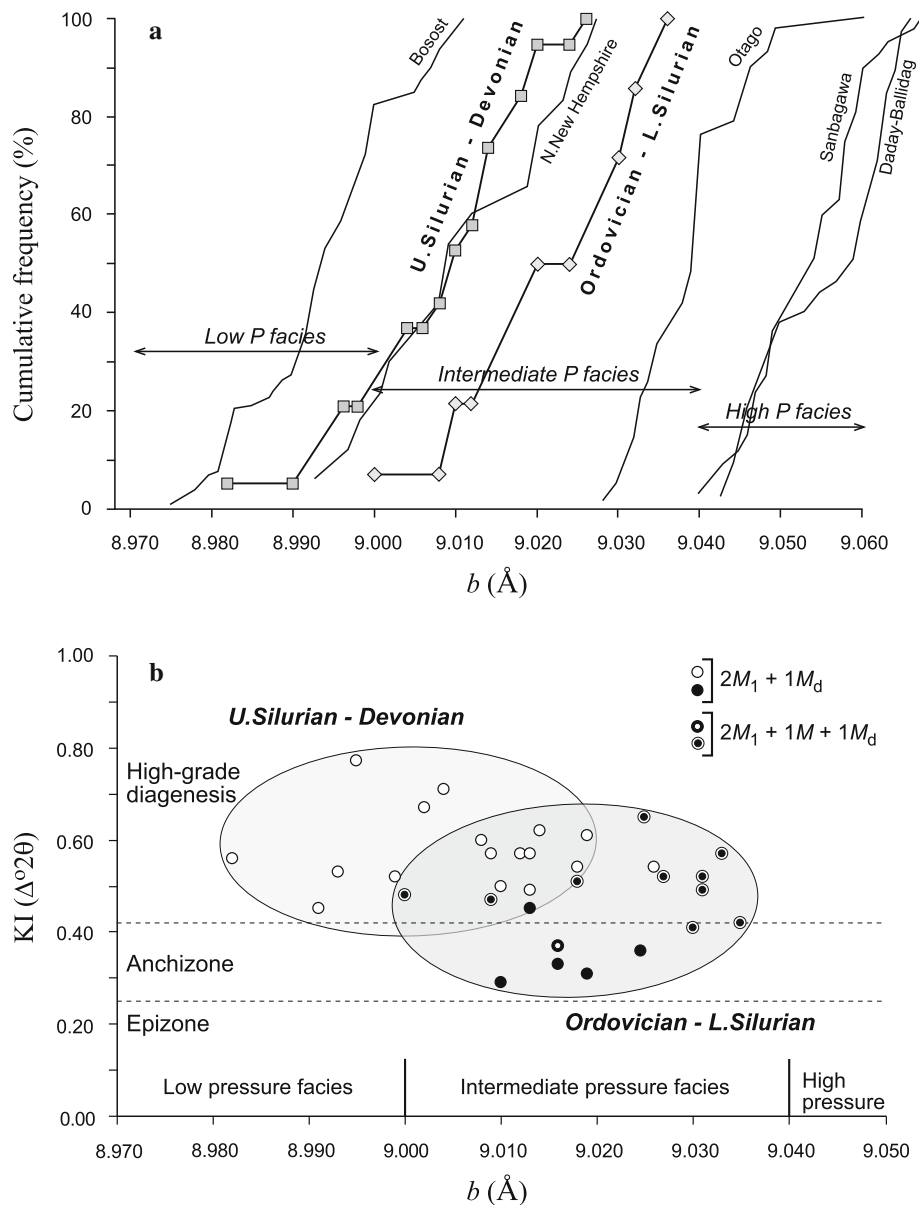 a
Cumulative frequency (%)
100
80
60
40
20
0
Bosost
U.Silurian - Devonian
N.New Hempshire
Ordovician - L.Silurian
Otago
Sanbagawa
Daday-Ballidag
Low P facies
Intermediate P facies
High P facies
8.970 8.980 8.990 9.000 9.010 9.020 9.030 9.040 9.050 9.060
b (Å)
b
KI (Δº2θ)
1.00
0.80
0.60
0.40
0.20
0.00
2M₁ + 1Md
2M₁ + 1M + 1Md
U.Silurian - Devonian
High-grade
diagenesis
Anchizone
Epizone
Ordovician - L.Silurian
Low pressure facies
Intermediate pressure facies
High
pressure
8.970 8.980 8.990 9.000 9.010 9.020 9.030 9.040 9.050
b (Å)